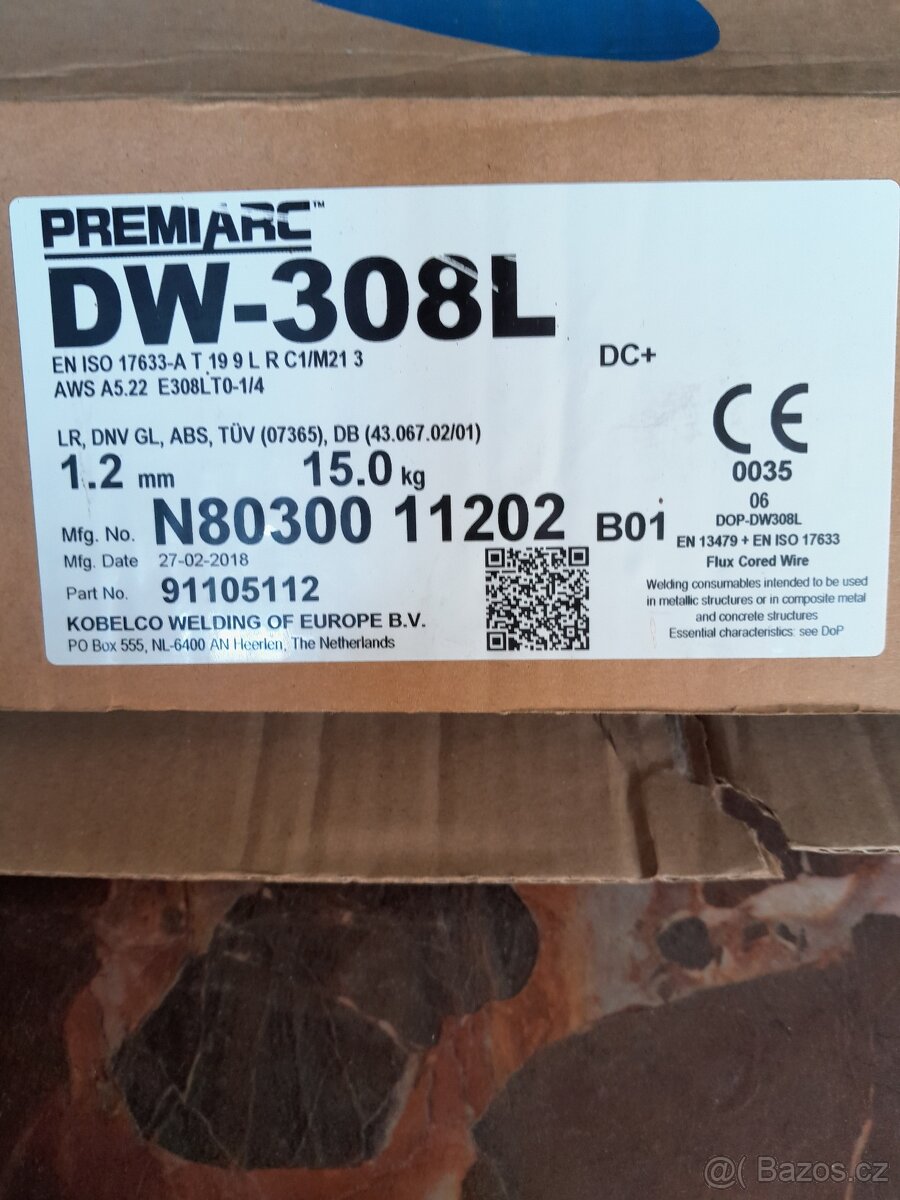 PREMIARC™
DW-308L
EN ISO 17633-A T 19 9 L R C1/M21 3
AWS A5.22 E308LT0-1/4
DC+
LR, DNV GL, ABS, TÜV (07365), DB (43.067.02/01)
1.2 mm 15.0 kg
Mfg. No. N80300 11202 B01
Mfg. Date 27-02-2018
Part No. 91105112
KOBELCO WELDING OF EUROPE B.V.
PO Box 555, NL-6400 AN Heerlen, The Netherlands
CE
0035
06
DOP-DW308L
EN 13479 + EN ISO 17633
Flux Cored Wire
Welding consumables intended to be used
in metallic structures or in composite metal
and concrete structures
Essential characteristics: see DoP
@( Bazos.cz